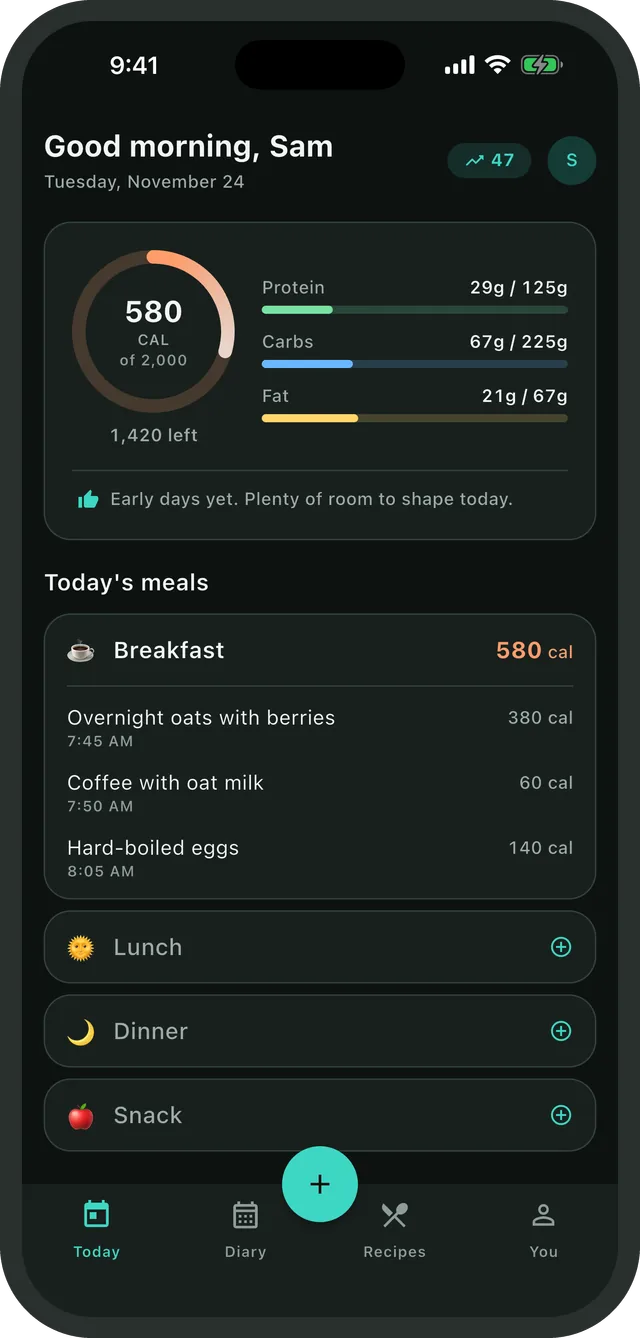 9:41
Good morning, Sam
Tuesday, November 24
47
S
580
CAL
of 2,000
1,420 left
Protein 29g / 125g
Carbs 67g / 225g
Fat 21g / 67g
Early days yet. Plenty of room to shape today.
Today's meals
Breakfast 580 cal
Overnight oats with berries 380 cal
7:45 AM
Coffee with oat milk 60 cal
7:50 AM
Hard-boiled eggs 140 cal
8:05 AM
Lunch
Dinner
Snack
Today Diary Recipes You